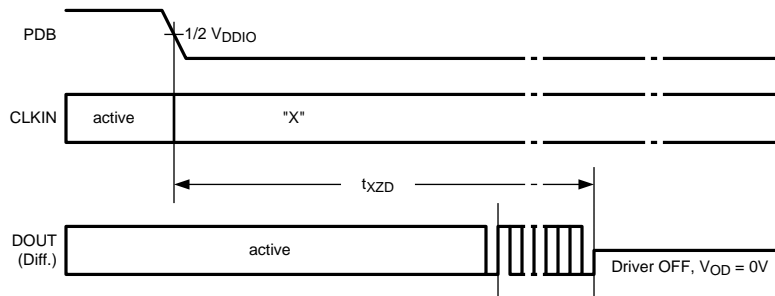 PDB
1/2 VDDIO
CLKIN
active
"X"
tXZD
DOUT
(Diff.)
active
Driver OFF, VOD = 0V